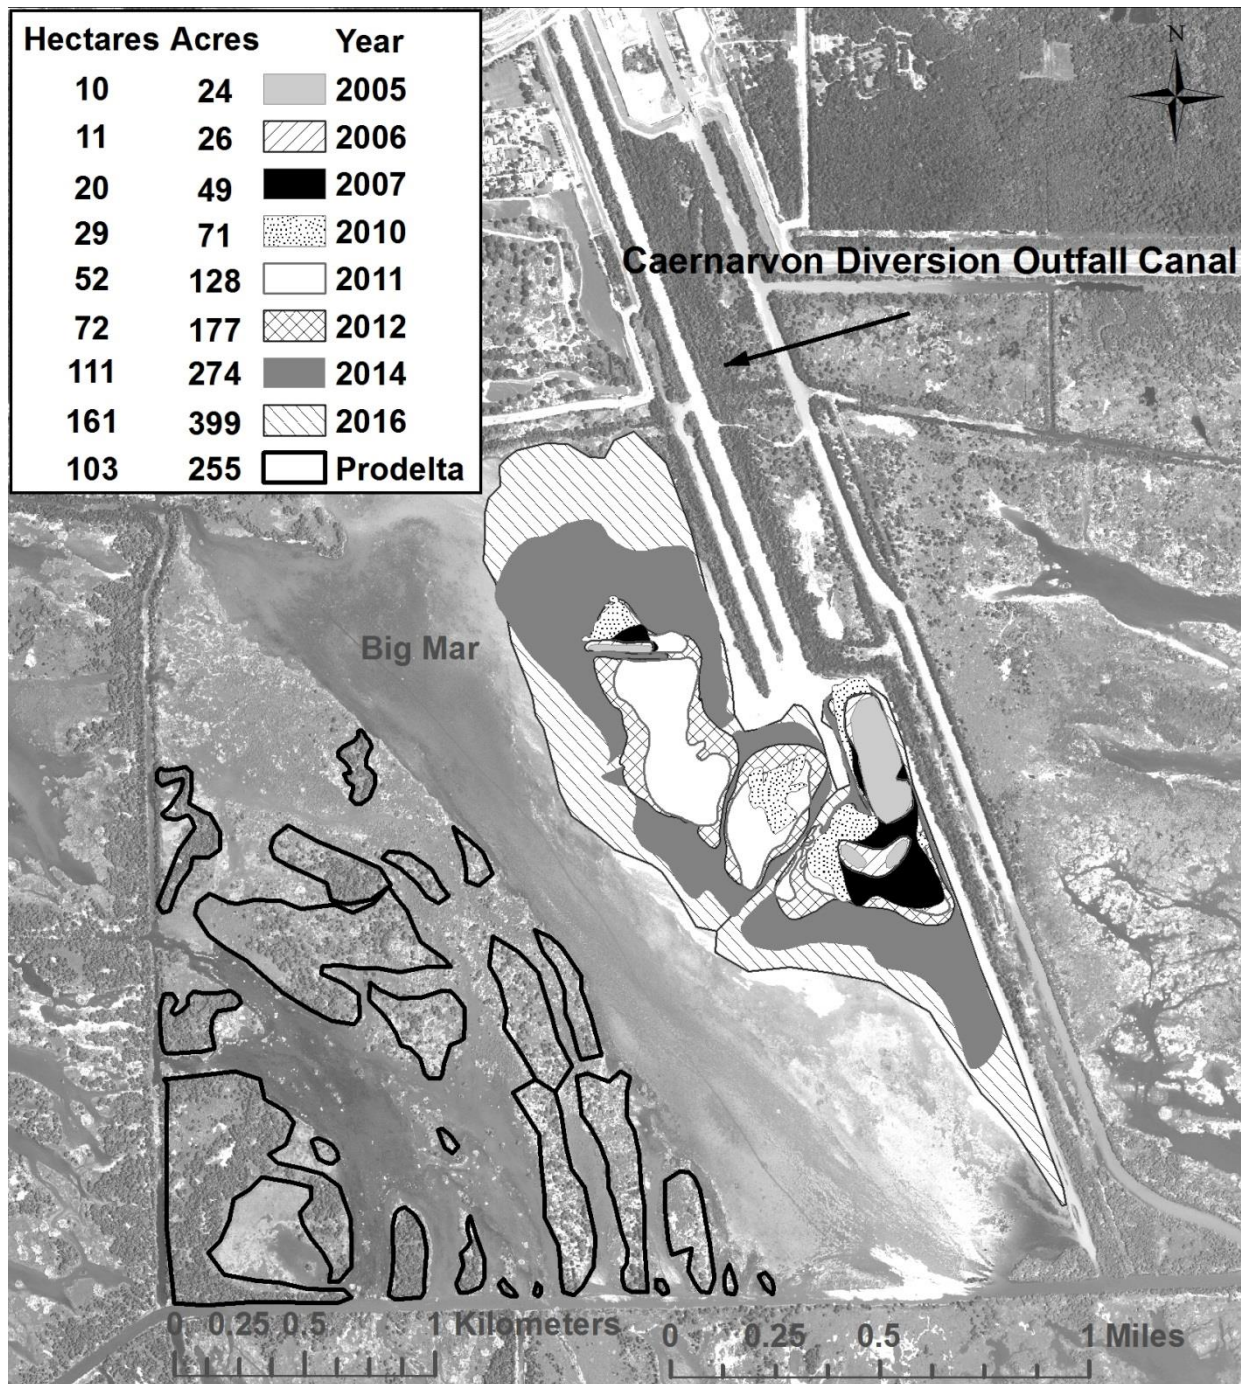 Hectares Acres Year
10 24 2005
11 26 2006
20 49 2007
29 71 2010
52 128 2011
72 177 2012
111 274 2014
161 399 2016
103 255 Prodelta
N
Caernarvon Diversion Outfall Canal
Big Mar
0 0.25 0.5 1 Kilometers
0 0.25 0.5 1 Miles